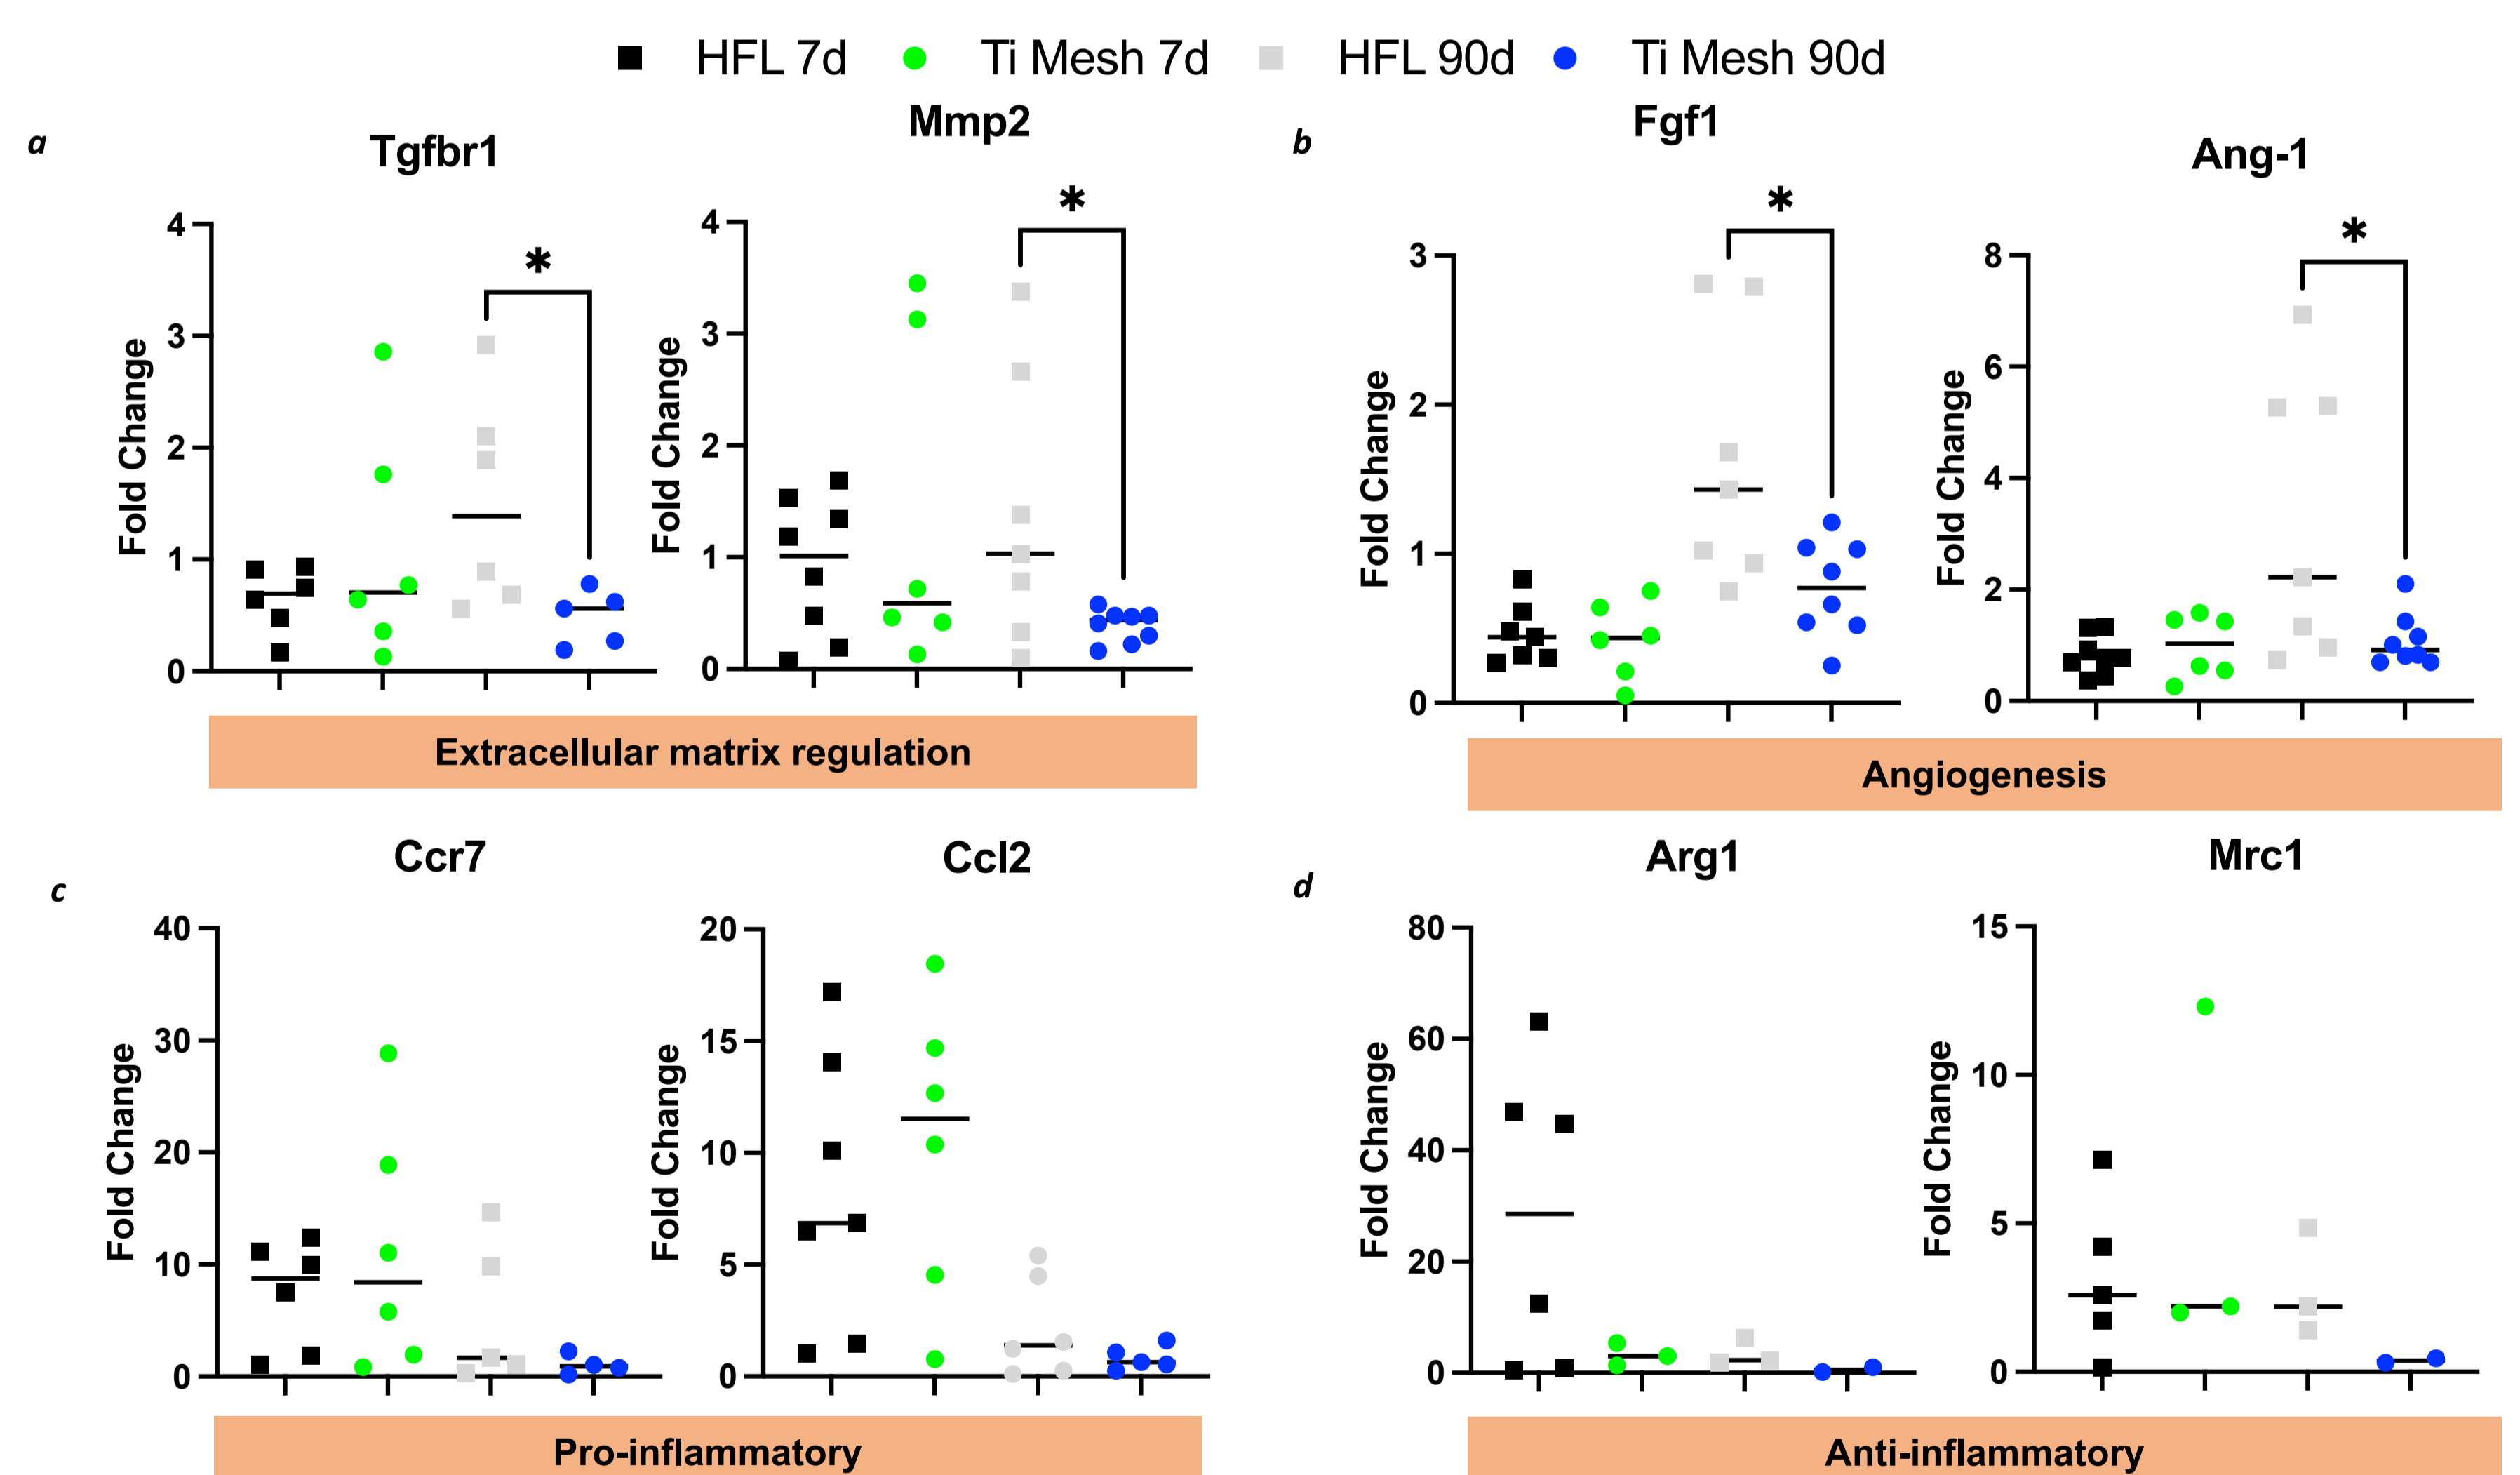 HFL 7d Ti Mesh 7d HFL 90d Ti Mesh 90d
a
Tgfbr1
Fold Change
4
3
2
1
0
*
Mmp2
Fold Change
4
3
2
1
0
*
Extracellular matrix regulation
b
Fgf1
Fold Change
3
2
1
0
*
Ang-1
Fold Change
8
6
4
2
0
*
Angiogenesis
c
Ccr7
Fold Change
40
30
20
10
0
Ccl2
Fold Change
20
15
10
5
0
Pro-inflammatory
d
Arg1
Fold Change
80
60
40
20
0
Mrc1
Fold Change
15
10
5
0
Anti-inflammatory